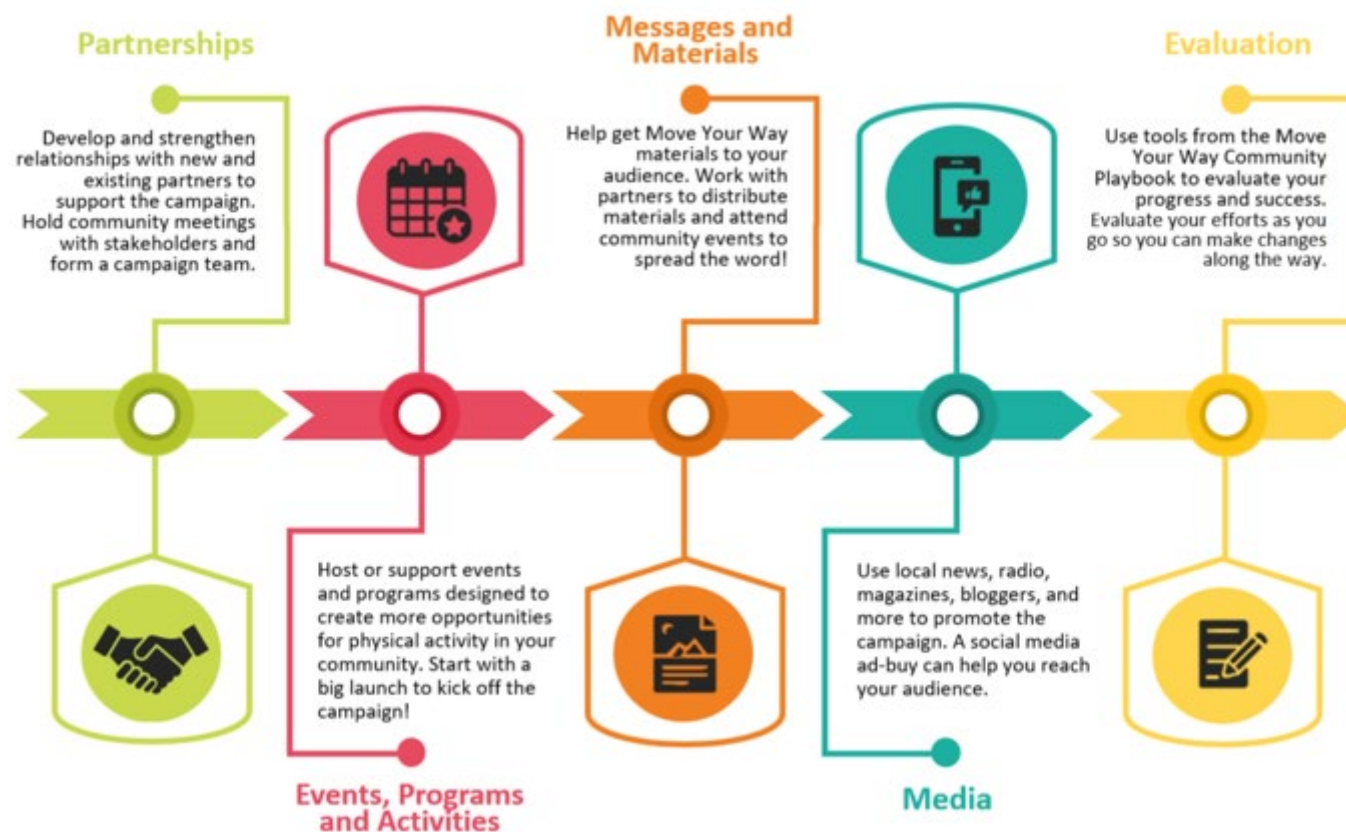 Partnerships
Develop and strengthen
relationships with new and
existing partners to
support the campaign.
Hold community meetings
with stakeholders and
form a campaign team.
Host or support events
and programs designed to
create more opportunities
for physical activity in your
community. Start with a
big launch to kick off the
campaign!
Events, Programs
and Activities
Messages and
Materials
Help get Move Your Way
materials to your
audience. Work with
partners to distribute
materials and attend
community events to
spread the word!
Use local news, radio,
magazines, bloggers, and
more to promote the
campaign. A social media
ad-buy can help you reach
your audience.
Media
Evaluation
Use tools from the Move
Your Way Community
Playbook to evaluate your
progress and success.
Evaluate your efforts as you
go so you can make changes
along the way.